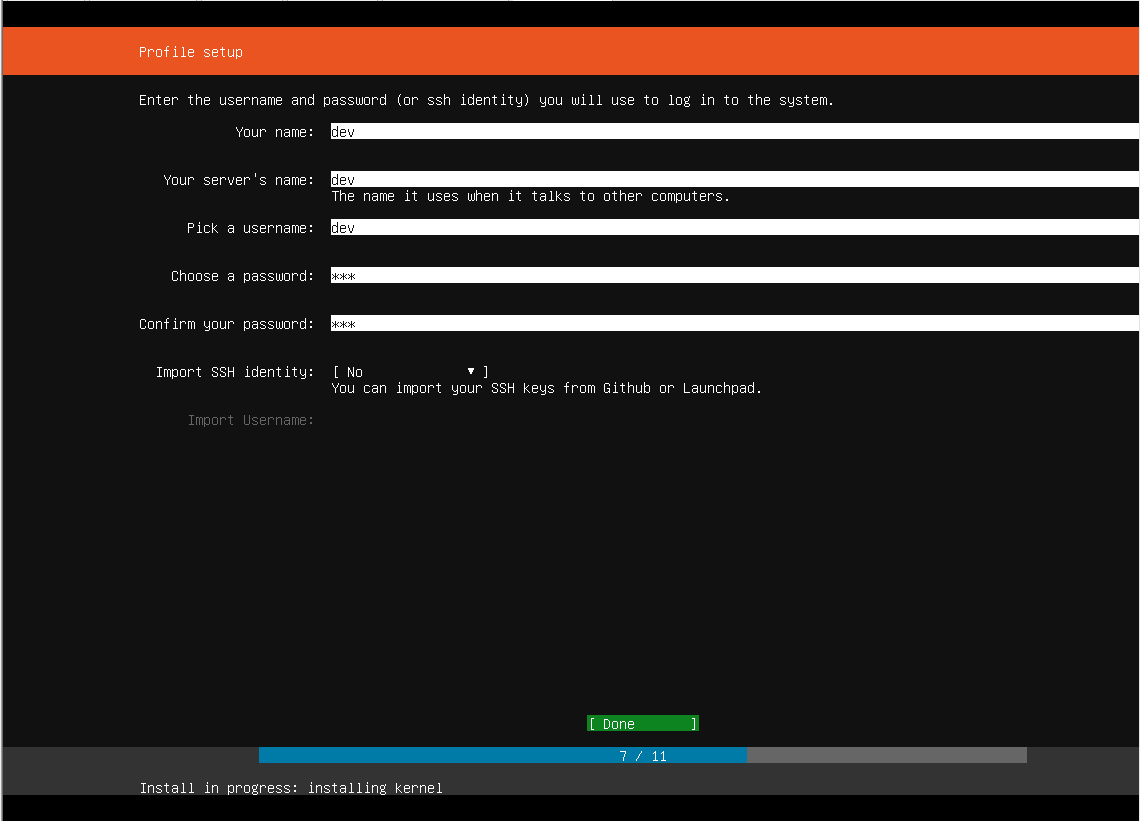 Profile setup
Enter the username and password (or ssh identity) you will use to log in to the system.
Your name: dev
Your server's name: dev
The name it uses when it talks to other computers.
Pick a username: dev
Choose a password: ***
Confirm your password: ***
Import SSH identity: [ No ▼ ]
You can import your SSH keys from Github or Launchpad.
Import Username:
[ Done ]
7 / 11
Install in progress: installing kernel